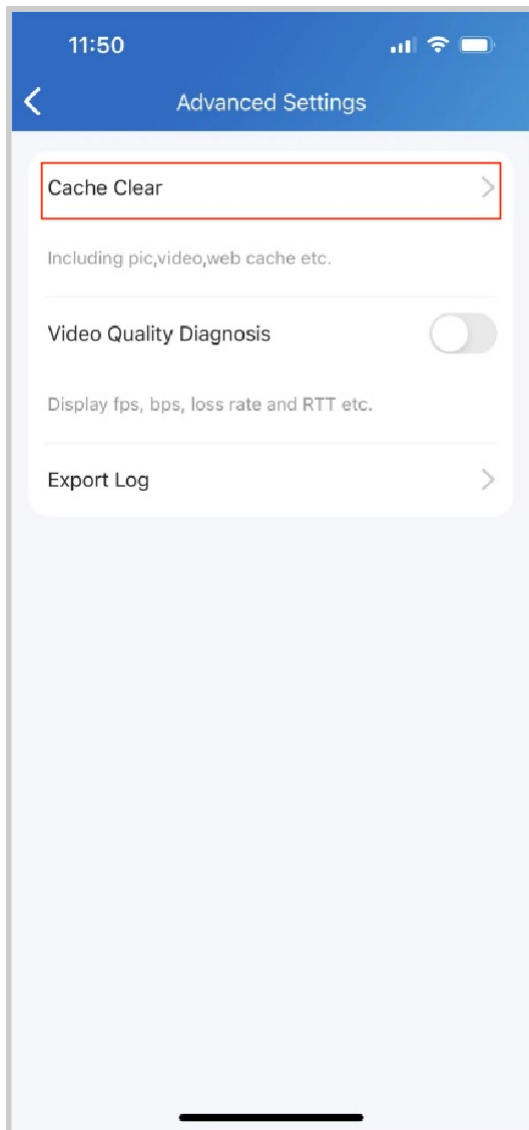 11:50
Advanced Settings
Cache Clear
Including pic,video,web cache etc.
Video Quality Diagnosis
Display fps, bps, loss rate and RTT etc.
Export Log